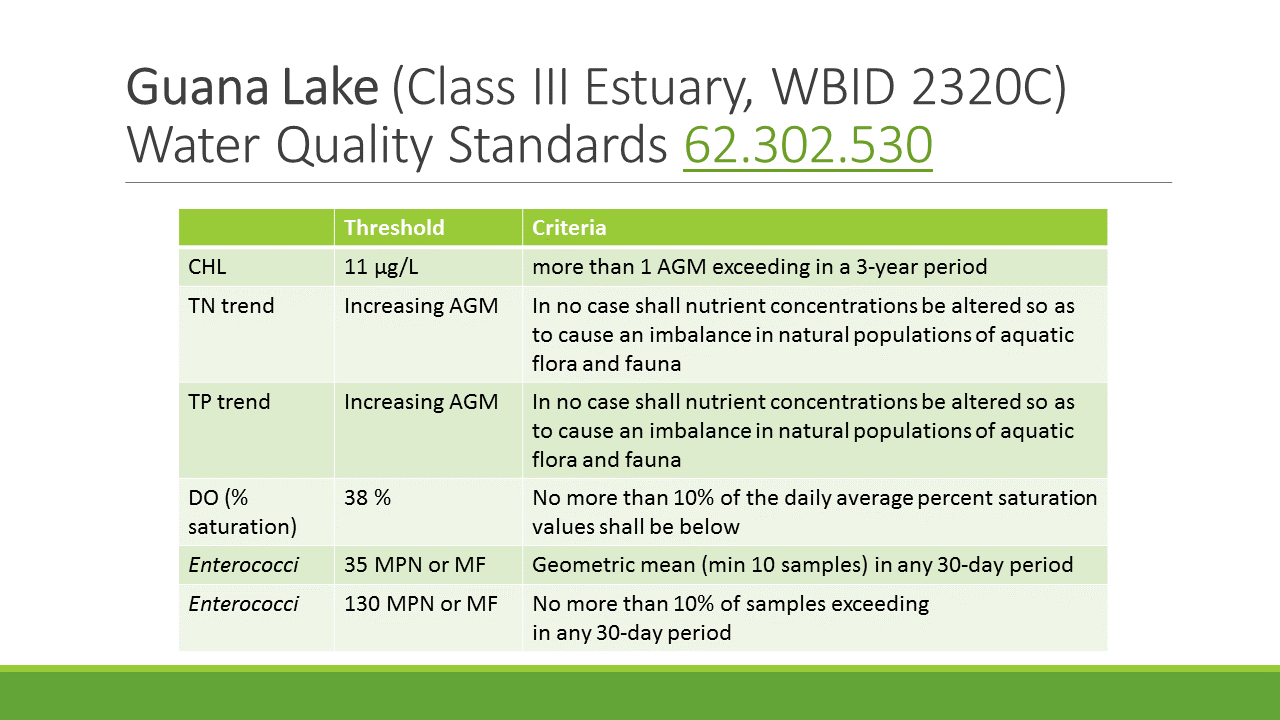 Guana Lake (Class III Estuary, WBID 2320C)
Water Quality Standards 62.302.530
Threshold Criteria
CHL 11 µg/L more than 1 AGM exceeding in a 3-year period
TN trend Increasing AGM In no case shall nutrient concentrations be altered so as
to cause an imbalance in natural populations of aquatic
flora and fauna
TP trend Increasing AGM In no case shall nutrient concentrations be altered so as
to cause an imbalance in natural populations of aquatic
flora and fauna
DO (% 38 % No more than 10% of the daily average percent saturation
saturation) values shall be below
Enterococci 35 MPN or MF Geometric mean (min 10 samples) in any 30-day period
Enterococci 130 MPN or MF No more than 10% of samples exceeding
in any 30-day period